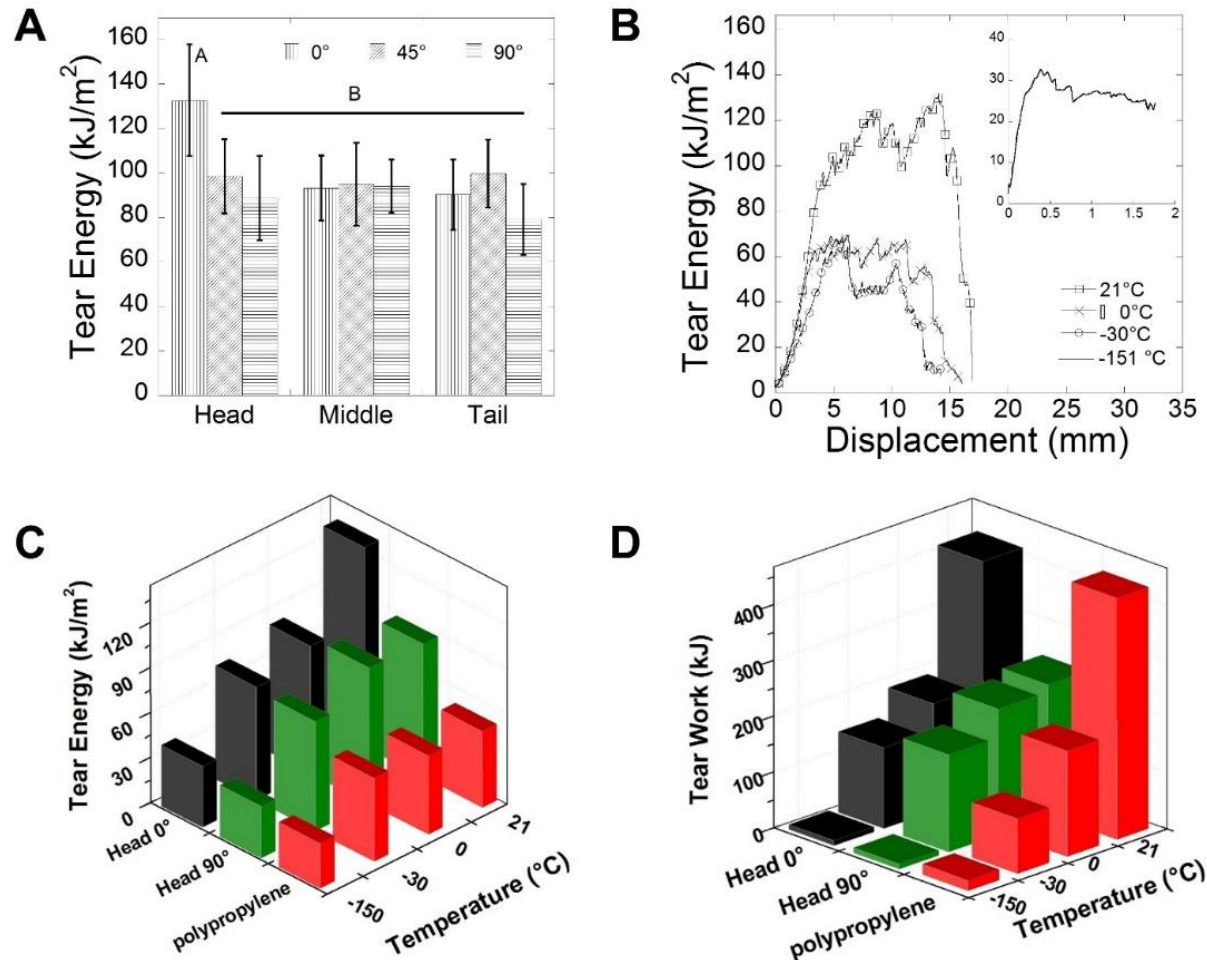 A
Tear Energy (kJ/m²)
160
140
120
100
80
60
40
20
0
0° 45° 90°
A
B
Head Middle Tail
B
Tear Energy (kJ/m²)
160
140
120
100
80
60
40
20
0
0 5 10 15 20 25 30 35
Displacement (mm)
40
30
20
10
0
0 0.5 1 1.5 2
21°C
0°C
-30°C
-151 °C
C
Tear Energy (kJ/m²)
120
90
60
30
0
Head 0°
Head 90°
polypropylene
-150
-30
0
21
Temperature (°C)
D
Tear Work (kJ)
400
300
200
100
0
Head 0°
Head 90°
polypropylene
-150
-30
0
21
Temperature (°C)